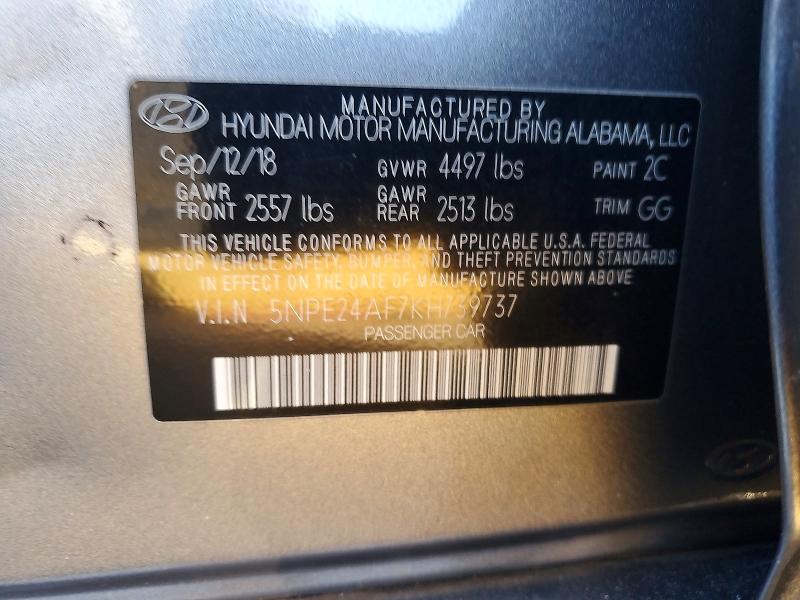 MANUFACTURED BY
HYUNDAI MOTOR MANUFACTURING ALABAMA, LLC
Sep/12/18 GVWR 4497 lbs PAINT 2C
GAWR FRONT 2557 lbs GAWR REAR 2513 lbs TRIM GG
THIS VEHICLE CONFORMS TO ALL APPLICABLE U.S.A. FEDERAL
MOTOR VEHICLE SAFETY, BUMPER, AND THEFT PREVENTION STANDARDS
IN EFFECT ON THE DATE OF MANUFACTURE SHOWN ABOVE
V.I.N 5NPE24AF7KH739737
PASSENGER CAR